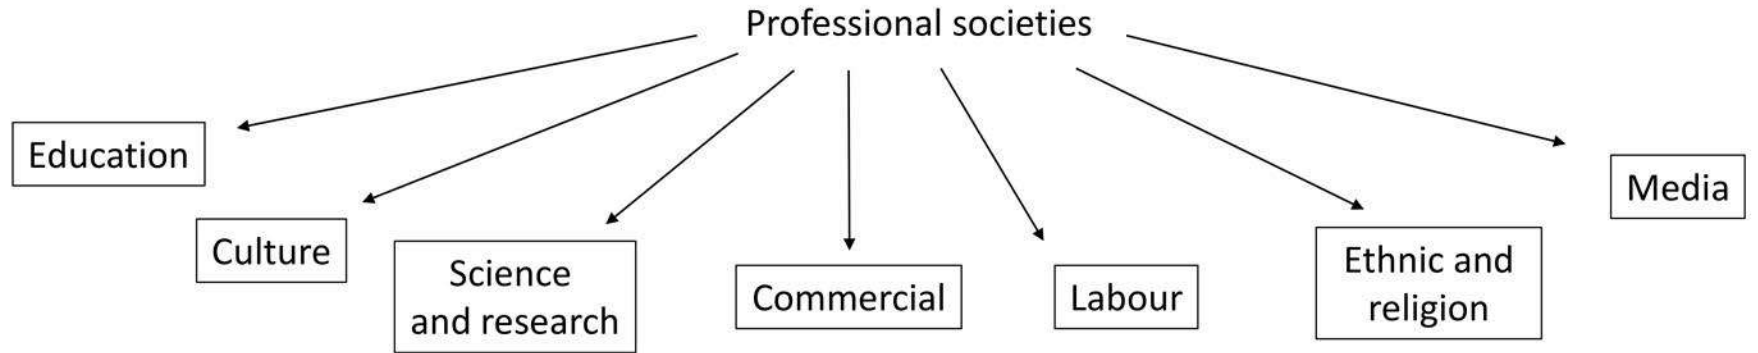 Professional societies
Education
Culture
Science
and research
Commercial
Labour
Ethnic and
religion
Media